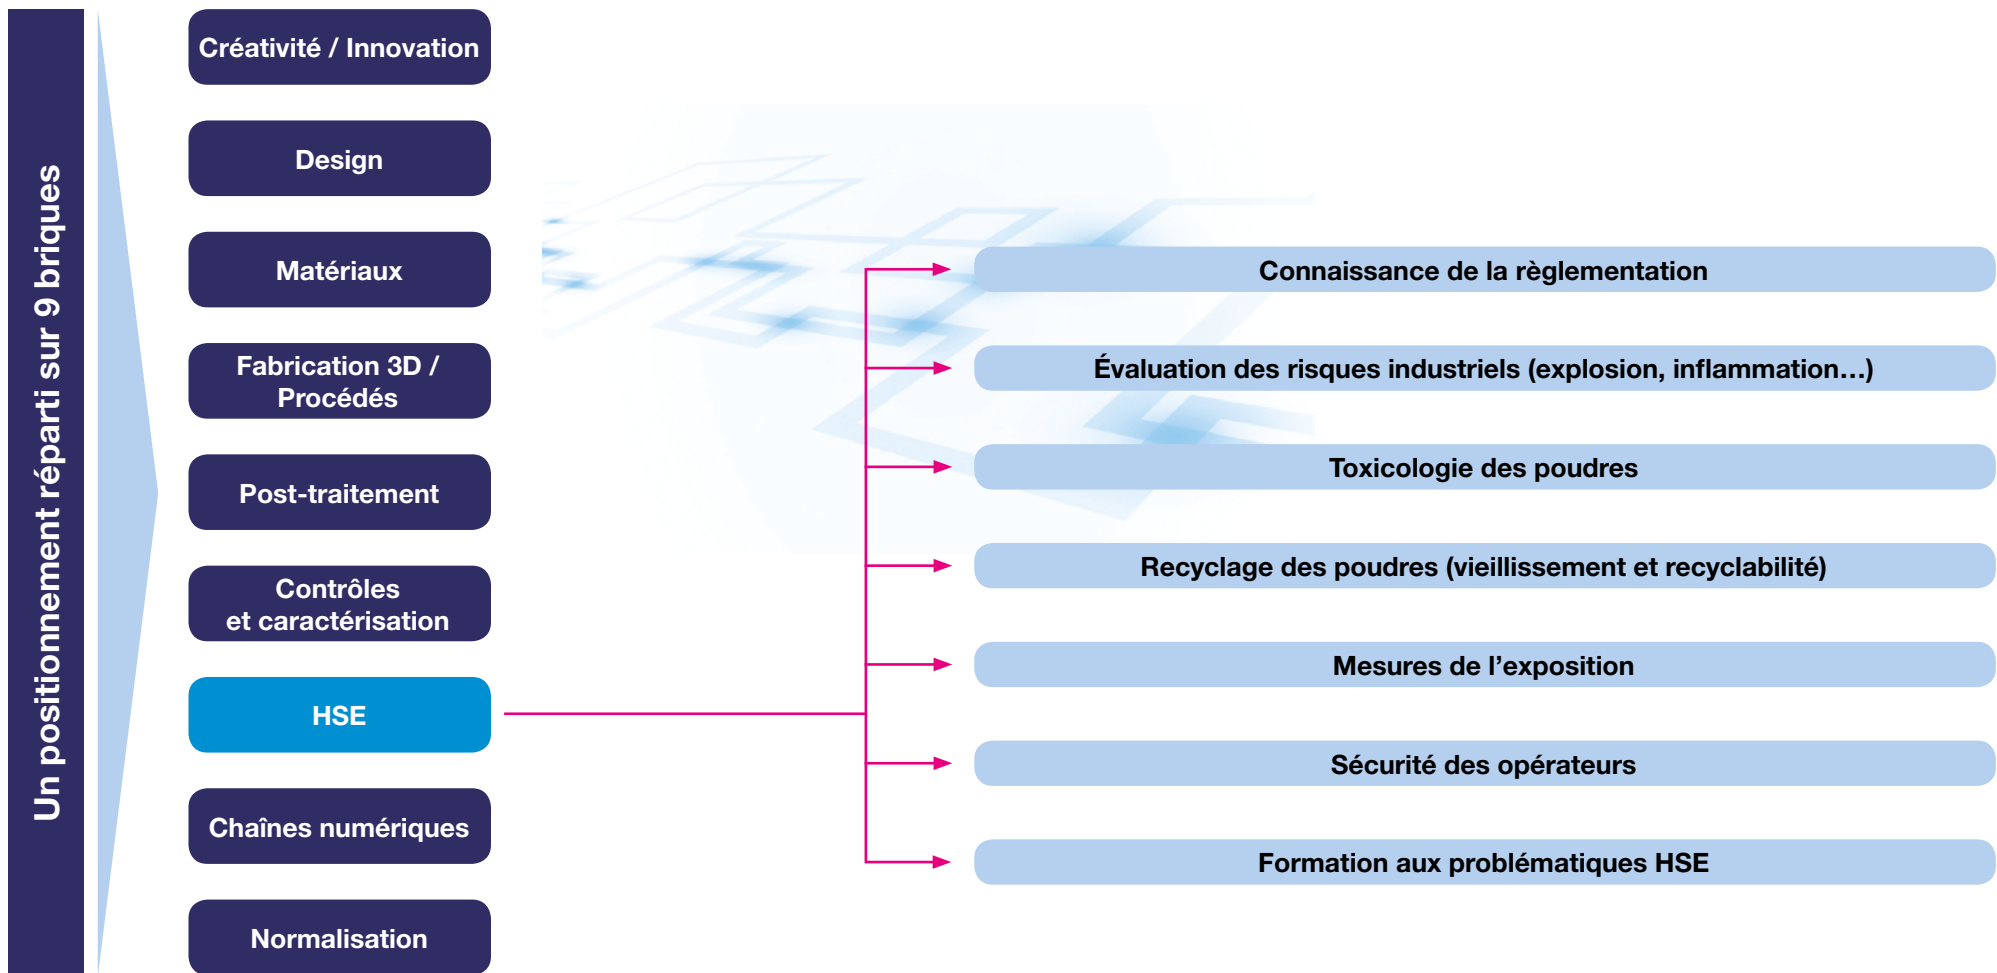 Un positionnement réparti sur 9 briques
Créativité / Innovation
Design
Matériaux
Fabrication 3D /
Procédés
Post-traitement
Contrôles
et caractérisation
HSE
Chaînes numériques
Normalisation
Connaissance de la règlementation
Évaluation des risques industriels (explosion, inflammation…)
Toxicologie des poudres
Recyclage des poudres (vieillissement et recyclabilité)
Mesures de l’exposition
Sécurité des opérateurs
Formation aux problématiques HSE